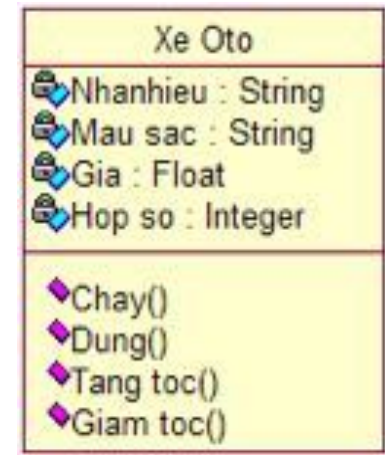 Xe Oto
Nhanhieu : String
Mau sac : String
Gia : Float
Hop so : Integer
Chay()
Dung()
Tang toc()
Giam toc()